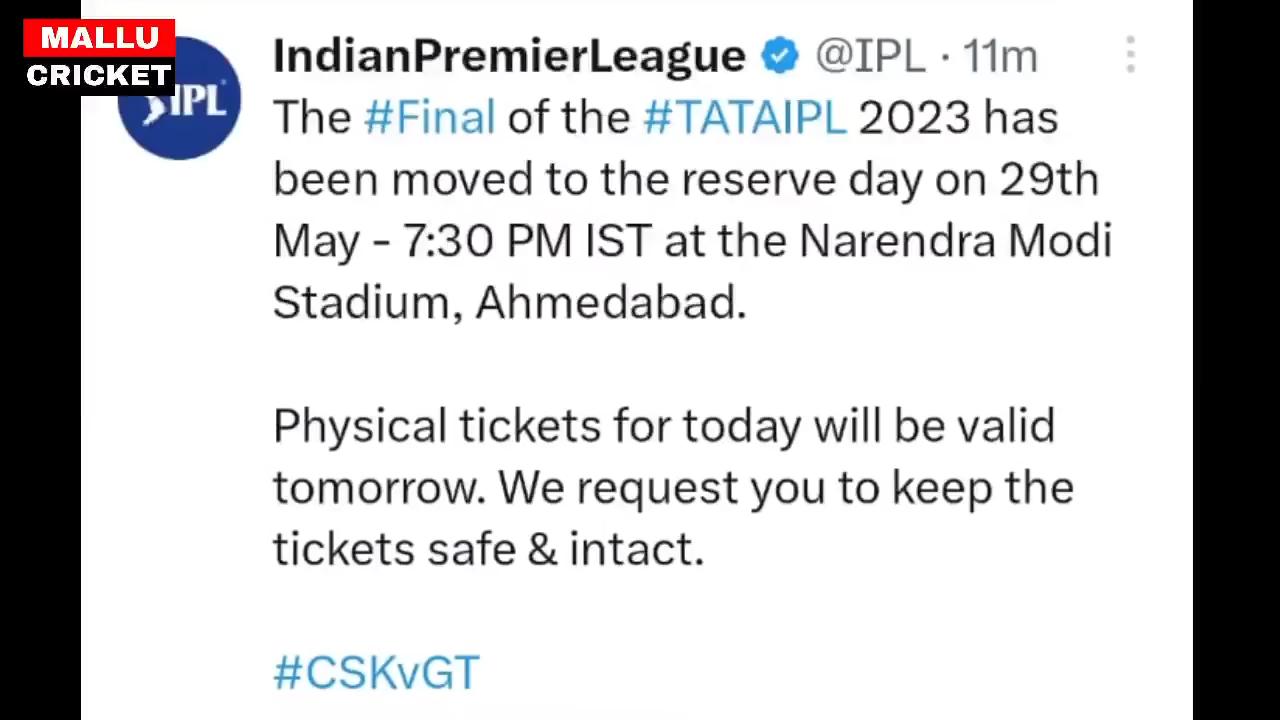 MALLU
CRICKET
IPL
IndianPremierLeague @IPL · 11m
The #Final of the #TATAIPL 2023 has
been moved to the reserve day on 29th
May - 7:30 PM IST at the Narendra Modi
Stadium, Ahmedabad.
Physical tickets for today will be valid
tomorrow. We request you to keep the
tickets safe & intact.
#CSKvGT